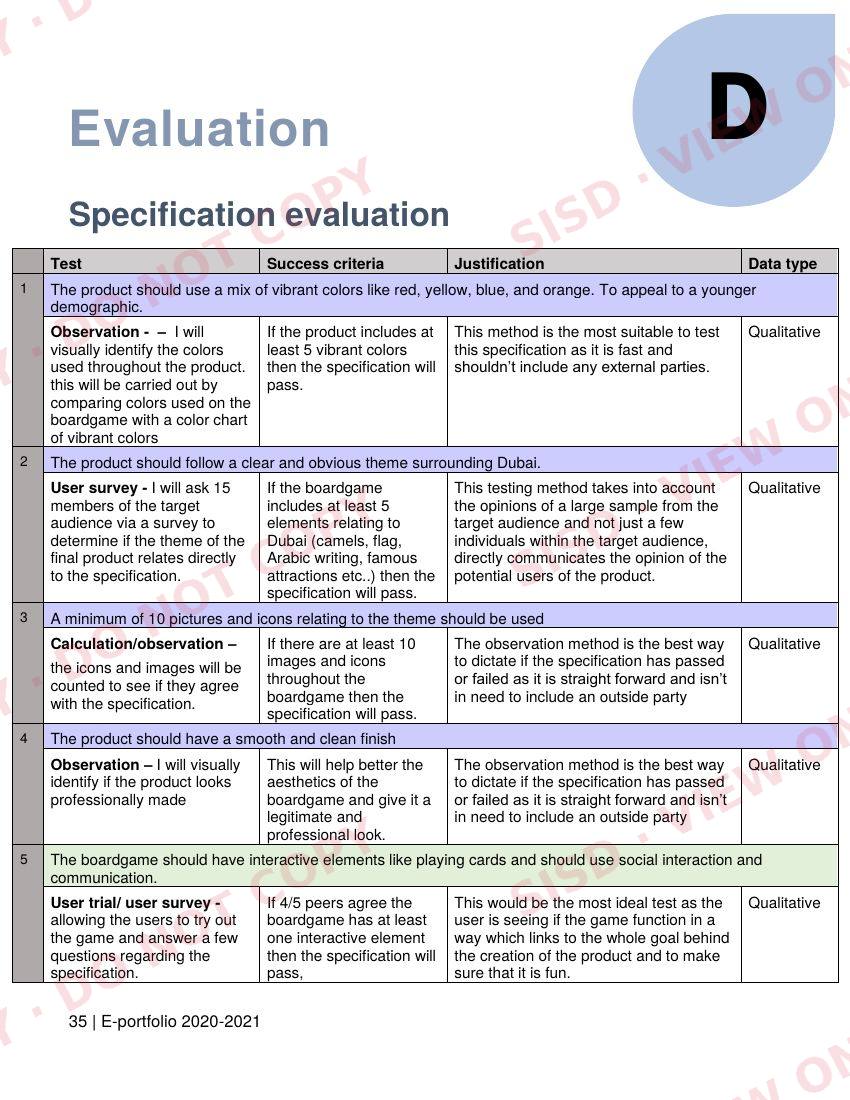 D
Evaluation
Specification evaluation
Test Success criteria Justification Data type
1 The product should use a mix of vibrant colors like red, yellow, blue, and orange. To appeal to a younger
demographic.
Observation - – I will
visually identify the colors
used throughout the product.
this will be carried out by
comparing colors used on the
boardgame with a color chart
of vibrant colors
If the product includes at
least 5 vibrant colors
then the specification will
pass.
This method is the most suitable to test
this specification as it is fast and
shouldn't include any external parties.
Qualitative
2 The product should follow a clear and obvious theme surrounding Dubai.
User survey - I will ask 15
members of the target
audience via a survey to
determine if the theme of the
final product relates directly
to the specification.
If the boardgame
includes at least 5
elements relating to
Dubai (camels, flag,
Arabic writing, famous
attractions etc..) then the
specification will pass.
This testing method takes into account
the opinions of a large sample from the
target audience and not just a few
individuals within the target audience,
directly communicates the opinion of the
potential users of the product.
Qualitative
3 A minimum of 10 pictures and icons relating to the theme should be used
Calculation/observation –
the icons and images will be
counted to see if they agree
with the specification.
If there are at least 10
images and icons
throughout the
boardgame then the
specification will pass.
The observation method is the best way
to dictate if the specification has passed
or failed as it is straight forward and isn't
in need to include an outside party
Qualitative
4 The product should have a smooth and clean finish
Observation – I will visually
identify if the product looks
professionally made
This will help better the
aesthetics of the
boardgame and give it a
legitimate and
professional look.
The observation method is the best way
to dictate if the specification has passed
or failed as it is straight forward and isn't
in need to include an outside party
Qualitative
5 The boardgame should have interactive elements like playing cards and should use social interaction and
communication.
User trial/ user survey -
allowing the users to try out
the game and answer a few
questions regarding the
specification.
If 4/5 peers agree the
boardgame has at least
one interactive element
then the specification will
pass,
This would be the most ideal test as the
user is seeing if the game function in a
way which links to the whole goal behind
the creation of the product and to make
sure that it is fun.
Qualitative
35 | E-portfolio 2020-2021
SISD · VIEW ON
DO NOT COPY